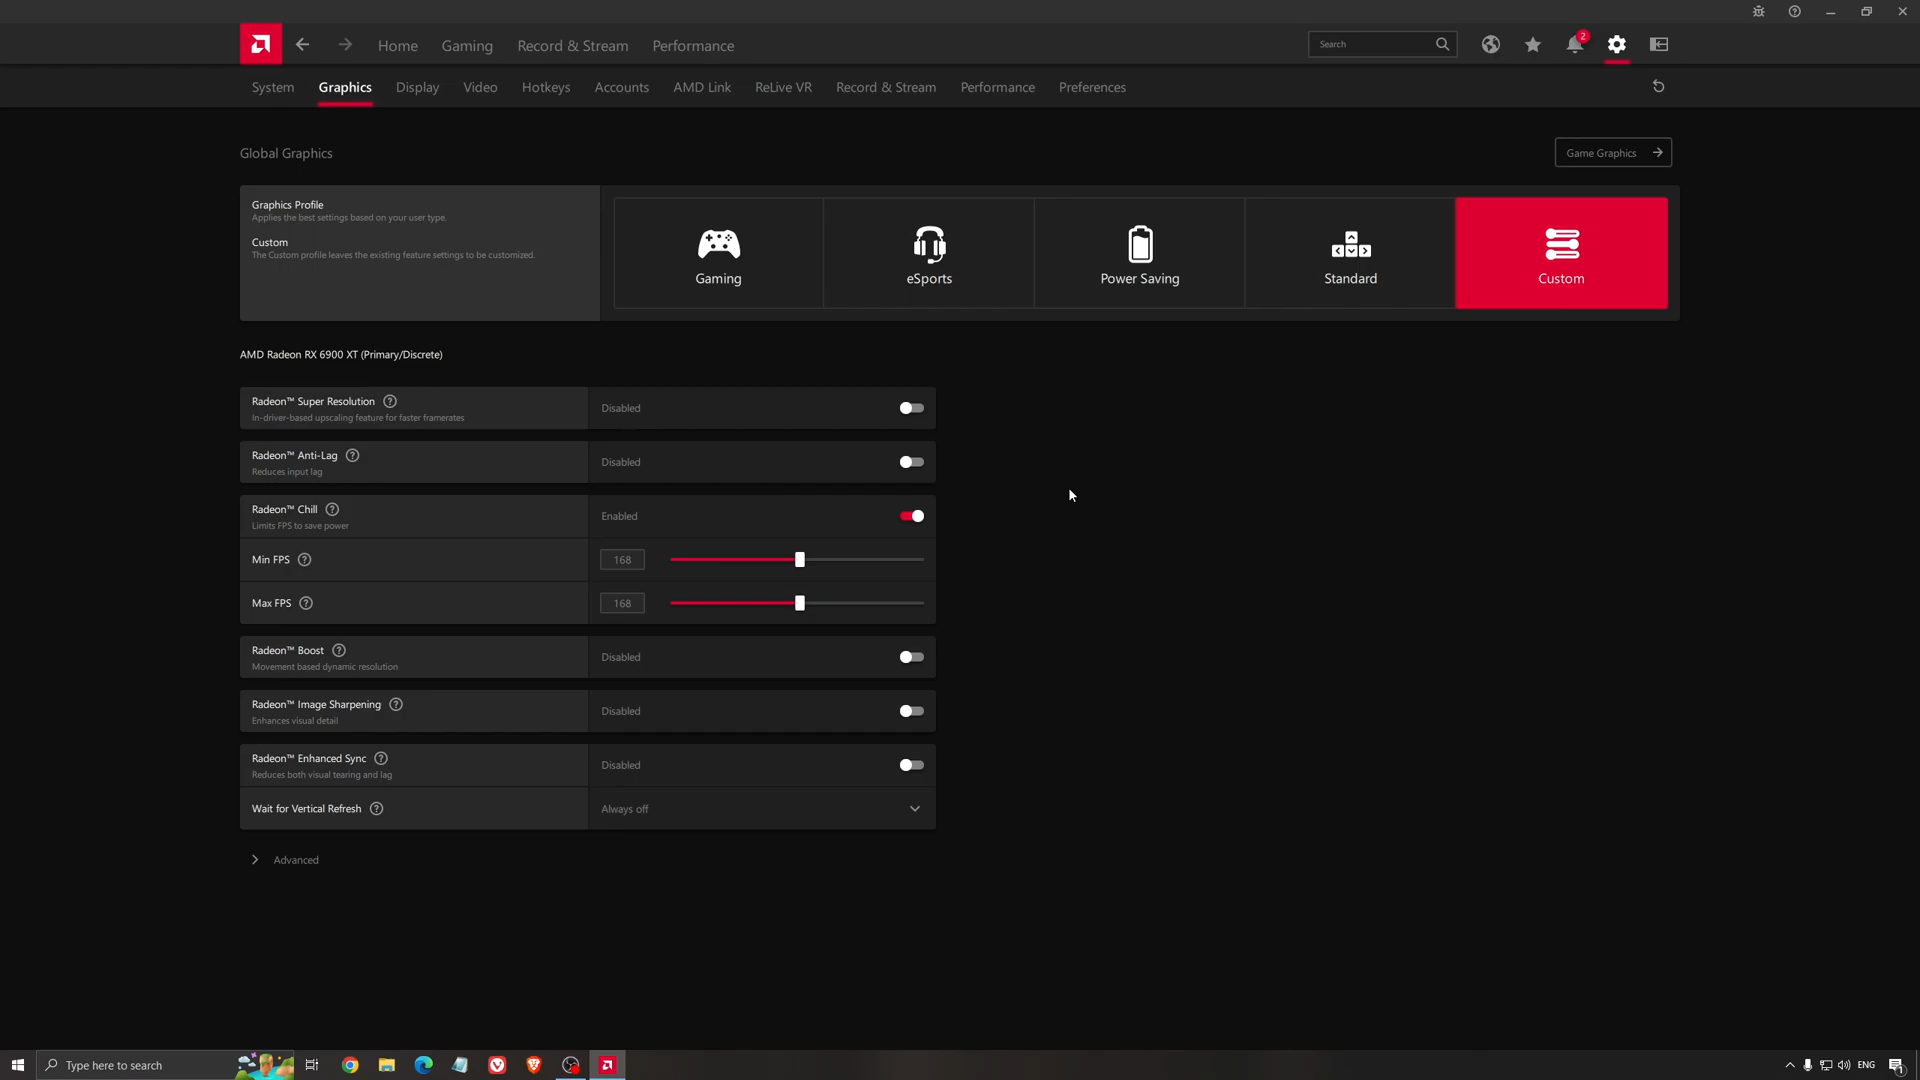 2
Home Gaming Record & Stream Performance Search
System Graphics Display Video Hotkeys Accounts AMD Link ReLive VR Record & Stream Performance Preferences
Global Graphics
Game Graphics
Graphics Profile
Applies the best settings based on your user type.
Custom
The Custom profile leaves the existing feature settings to be customized.
Gaming eSports Power Saving Standard Custom
AMD Radeon RX 6900 XT (Primary/Discrete)
Radeon™ Super Resolution
In-driver-based upscaling feature for faster framerates
Disabled
Radeon™ Anti-Lag
Reduces input lag
Disabled
Radeon™ Chill
Limits FPS to save power
Enabled
Min FPS 168
Max FPS 168
Radeon™ Boost
Movement based dynamic resolution
Disabled
Radeon™ Image Sharpening
Enhances visual detail
Disabled
Radeon™ Enhanced Sync
Reduces both visual tearing and lag
Disabled
Wait for Vertical Refresh Always off
Advanced
Type here to search ENG 1